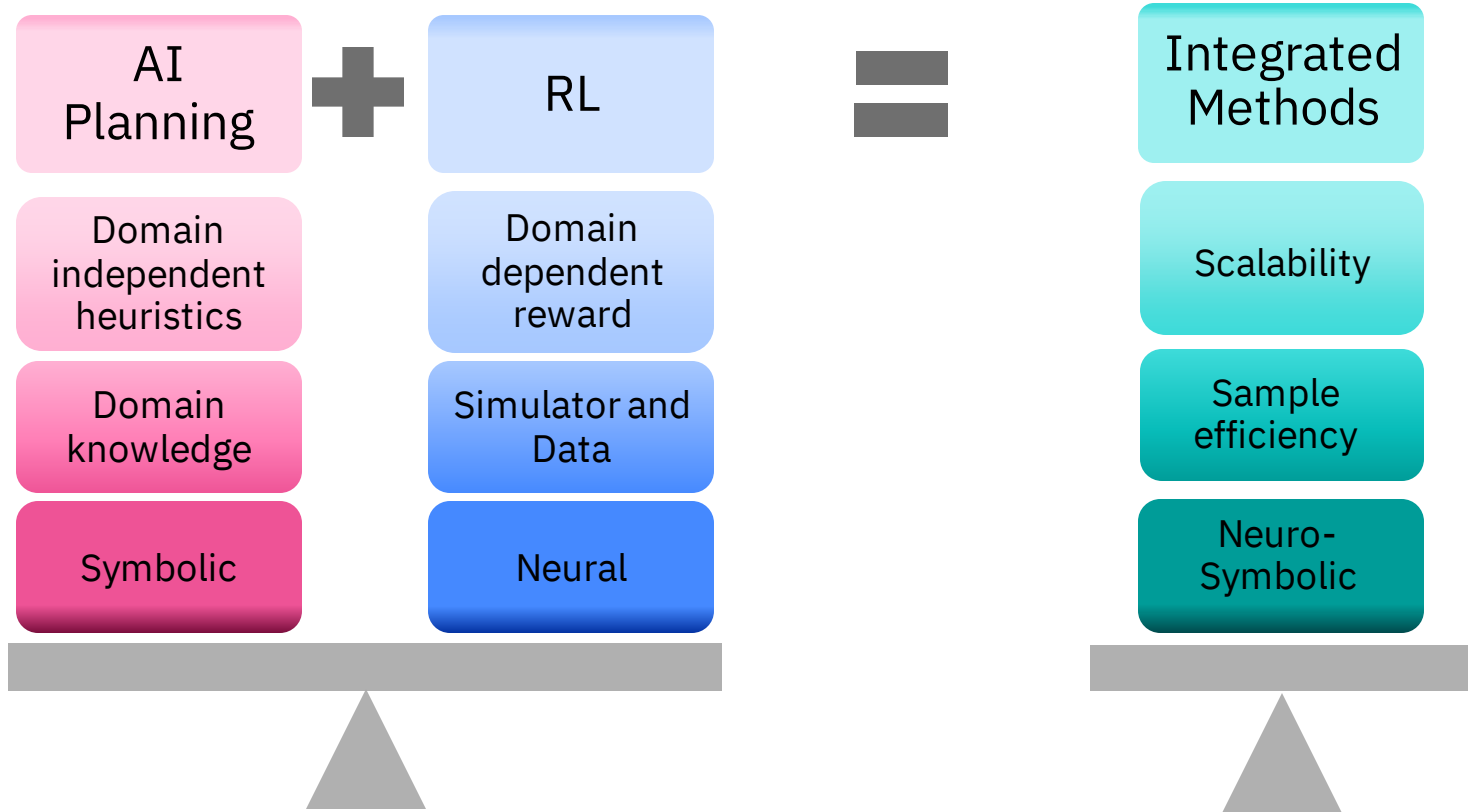 AI
Planning
RL
Integrated
Methods
Domain
independent
heuristics
Domain
dependent
reward
Scalability
Domain
knowledge
Simulator and
Data
Sample
efficiency
Symbolic
Neural
Neuro-
Symbolic